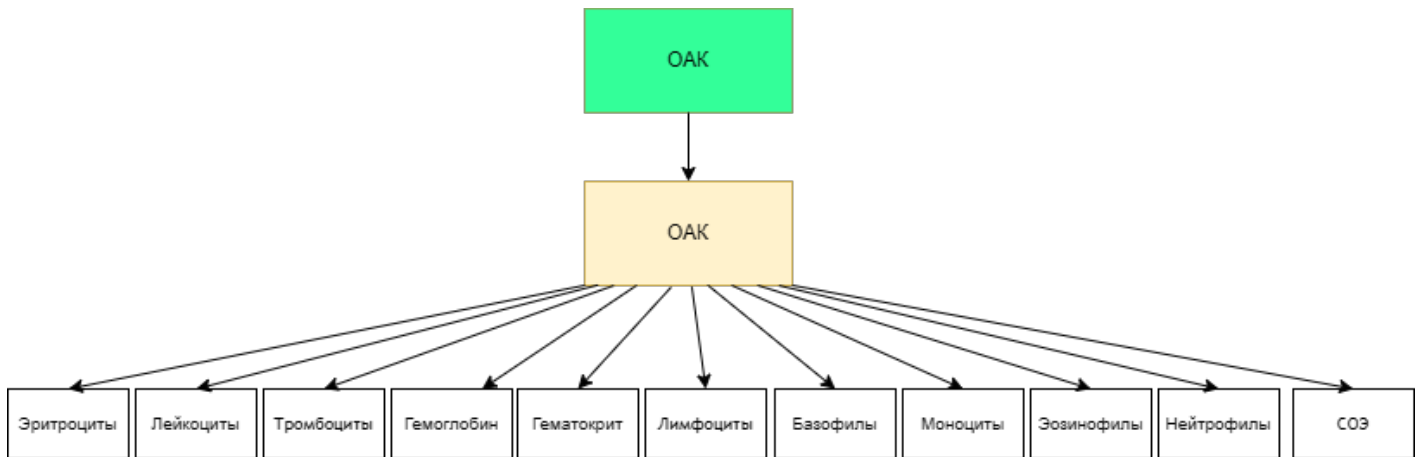 ОАК
ОАК
Эритроциты
Лейкоциты
Тромбоциты
Гемоглобин
Гематокрит
Лимфоциты
Базофилы
Моноциты
Эозинофилы
Нейтрофилы
СОЭ